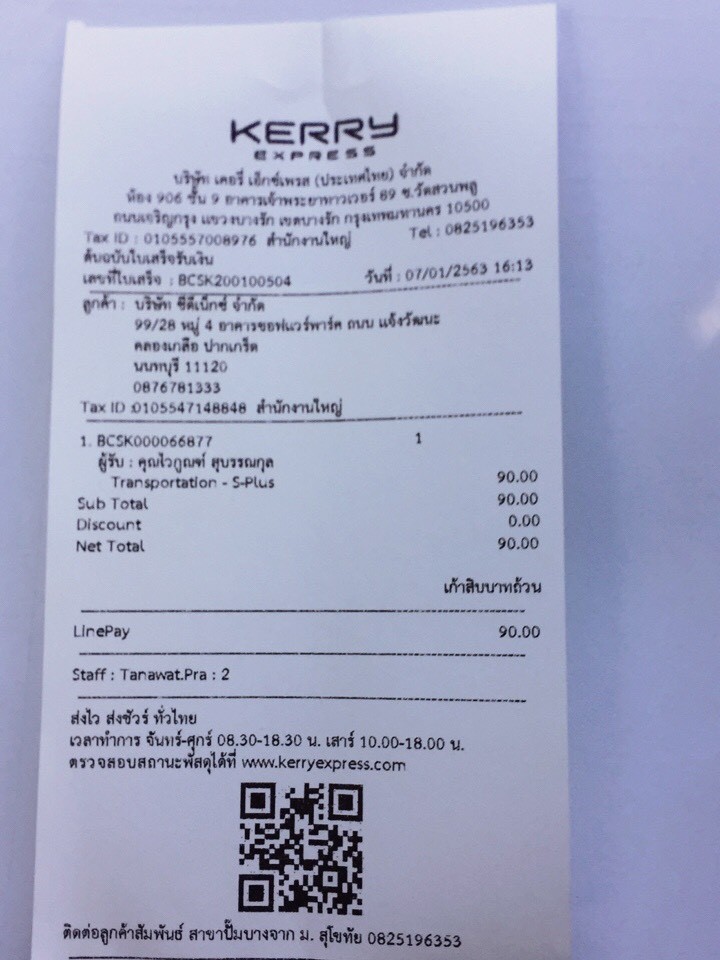 KERRY
EXPRESS
บริษัท เคอรี่ เอ็กซ์เพรส (ประเทศไทย) จำกัด
ห้อง 906 ชั้น 9 อาคารเจ้าพระยาทาวเวอร์ 89 ซ.วัดสวนพลู
ถนนเจริญกรุง แขวงบางรัก เขตบางรัก กรุงเทพมหานคร 10500
Tax ID : 0105557008976 สำนักงานใหญ่ Tel : 0825196353
ต้นฉบับใบเสร็จรับเงิน
เลขที่ใบเสร็จ : BCSK200100504 วันที่ : 07/01/2563 16:13
ลูกค้า : บริษัท ซีดีเน็กซ์ จำกัด
99/28 หมู่ 4 อาคารซอฟแวร์พาร์ค ถนน แจ้งวัฒนะ
คลองเกลือ ปากเกร็ด
นนทบุรี 11120
0876781333
Tax ID :0105547148848 สำนักงานใหญ่
1. BCSK000066877 1
ผู้รับ : คุณไวกูณฑ์ สุบรรณกุล
Transportation - S-Plus 90.00
Sub Total 90.00
Discount 0.00
Net Total 90.00
เก้าสิบบาทถ้วน
LinePay 90.00
Staff : Tanawat.Pra : 2
ส่งไว ส่งชัวร์ ทั่วไทย
เวลาทำการ จันทร์-ศุกร์ 08.30-18.30 น. เสาร์ 10.00-18.00 น.
ตรวจสอบสถานะพัสดุได้ที่ www.kerryexpress.com
ติดต่อลูกค้าสัมพันธ์ สาขาปั๊มบางจาก ม. สุโขทัย 0825196353